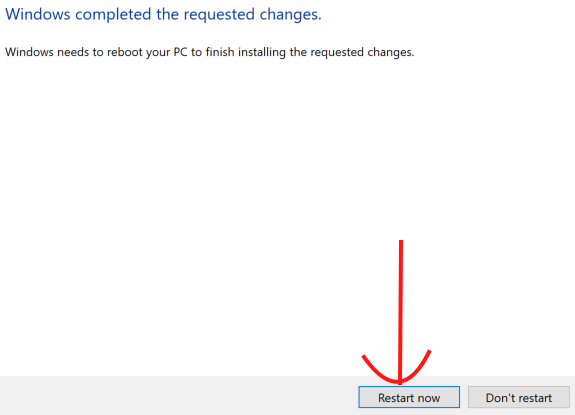 Windows completed the requested changes.
Windows needs to reboot your PC to finish installing the requested changes.
Restart now
Don't restart